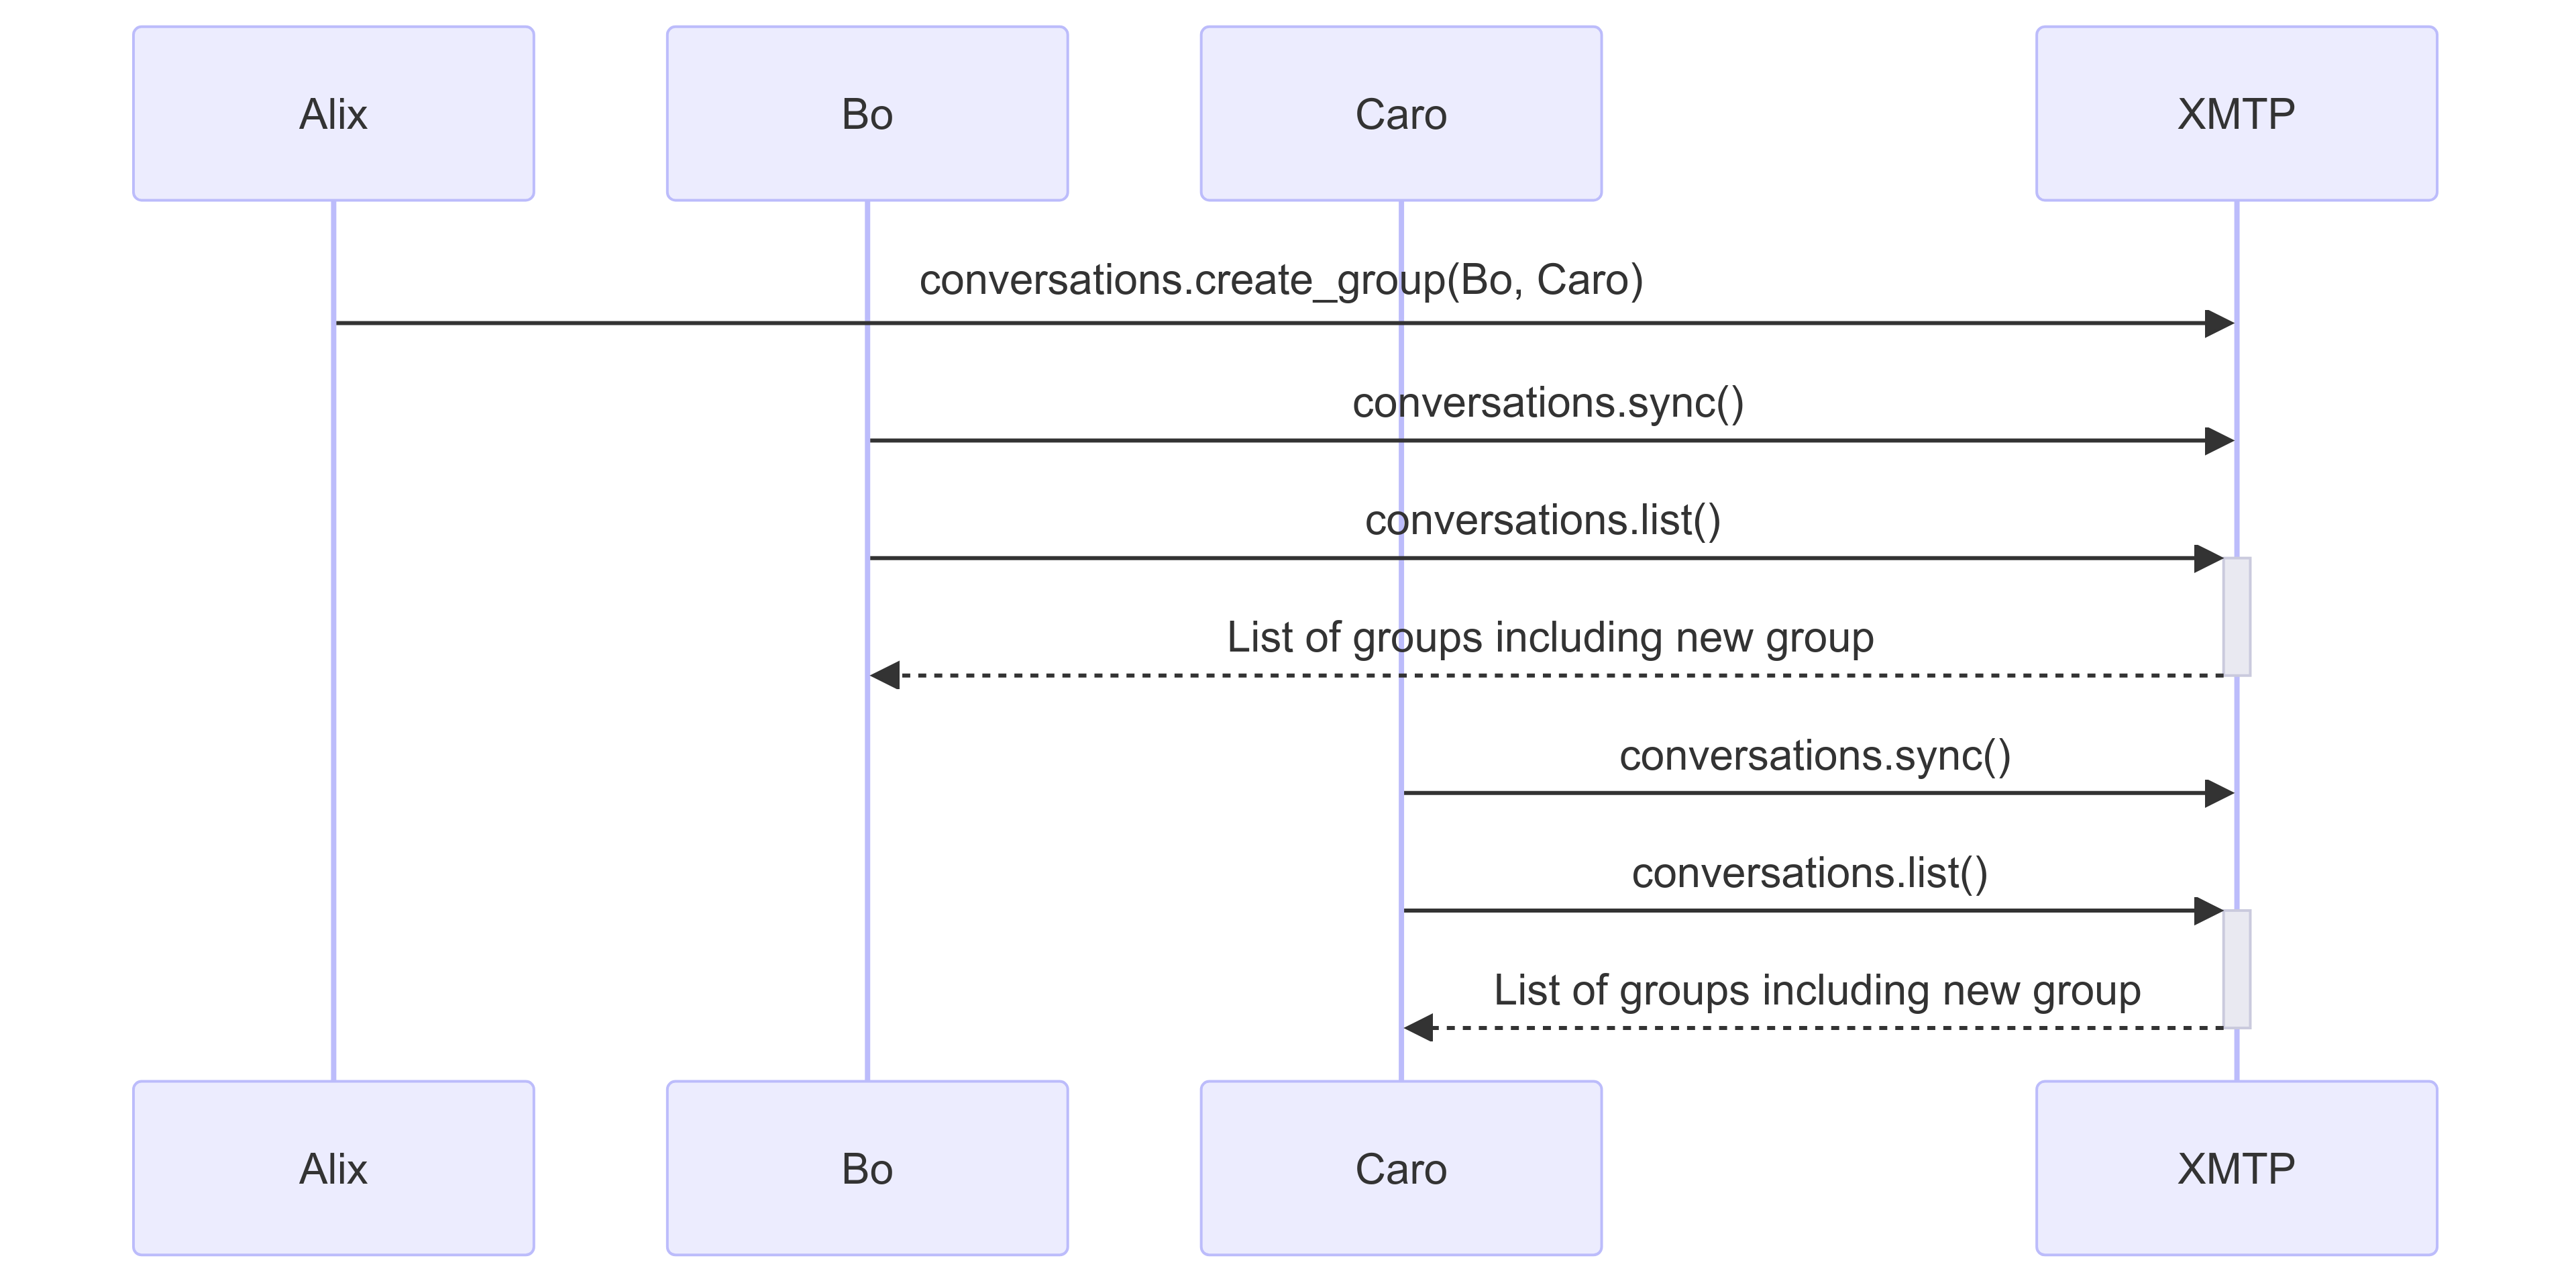 Alix
Bo
Caro
XMTP
conversations.create_group(Bo, Caro)
conversations.sync()
conversations.list()
List of groups including new group
conversations.sync()
conversations.list()
List of groups including new group
Alix
Bo
Caro
XMTP